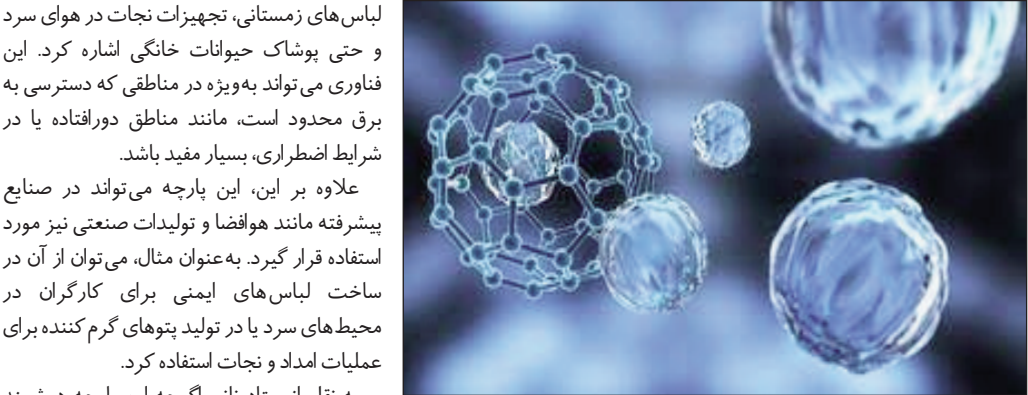 لباس‌های زمستانی، تجهیزات نجات در هوای سرد
و حتی پوشاک حیوانات خانگی اشاره کرد. این
فناوری می‌تواند به‌ویژه در مناطقی که دسترسی به
برق محدود است، مانند مناطق دورافتاده یا در
شرایط اضطراری، بسیار مفید باشد.
علاوه بر این، این پارچه می‌تواند در صنایع
پیشرفته مانند هوافضا و تولیدات صنعتی نیز مورد
استفاده قرار گیرد. به‌عنوان مثال، می‌توان از آن در
ساخت لباس‌های ایمنی برای کارگران در
محیط‌های سرد یا در تولید پتوهای گرم کننده برای
عملیات امداد و نجات استفاده کرد.